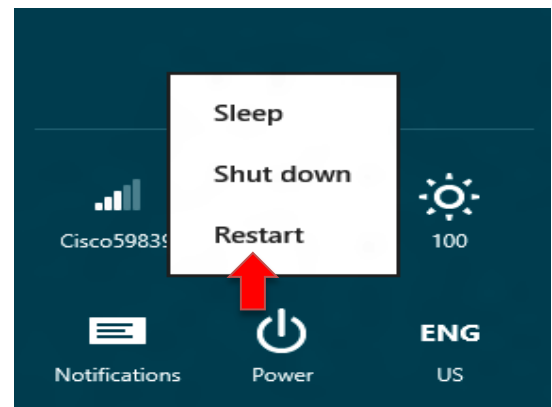 Sleep
Shut down
Restart
Cisco5983
100
Notifications
Power
ENG
US